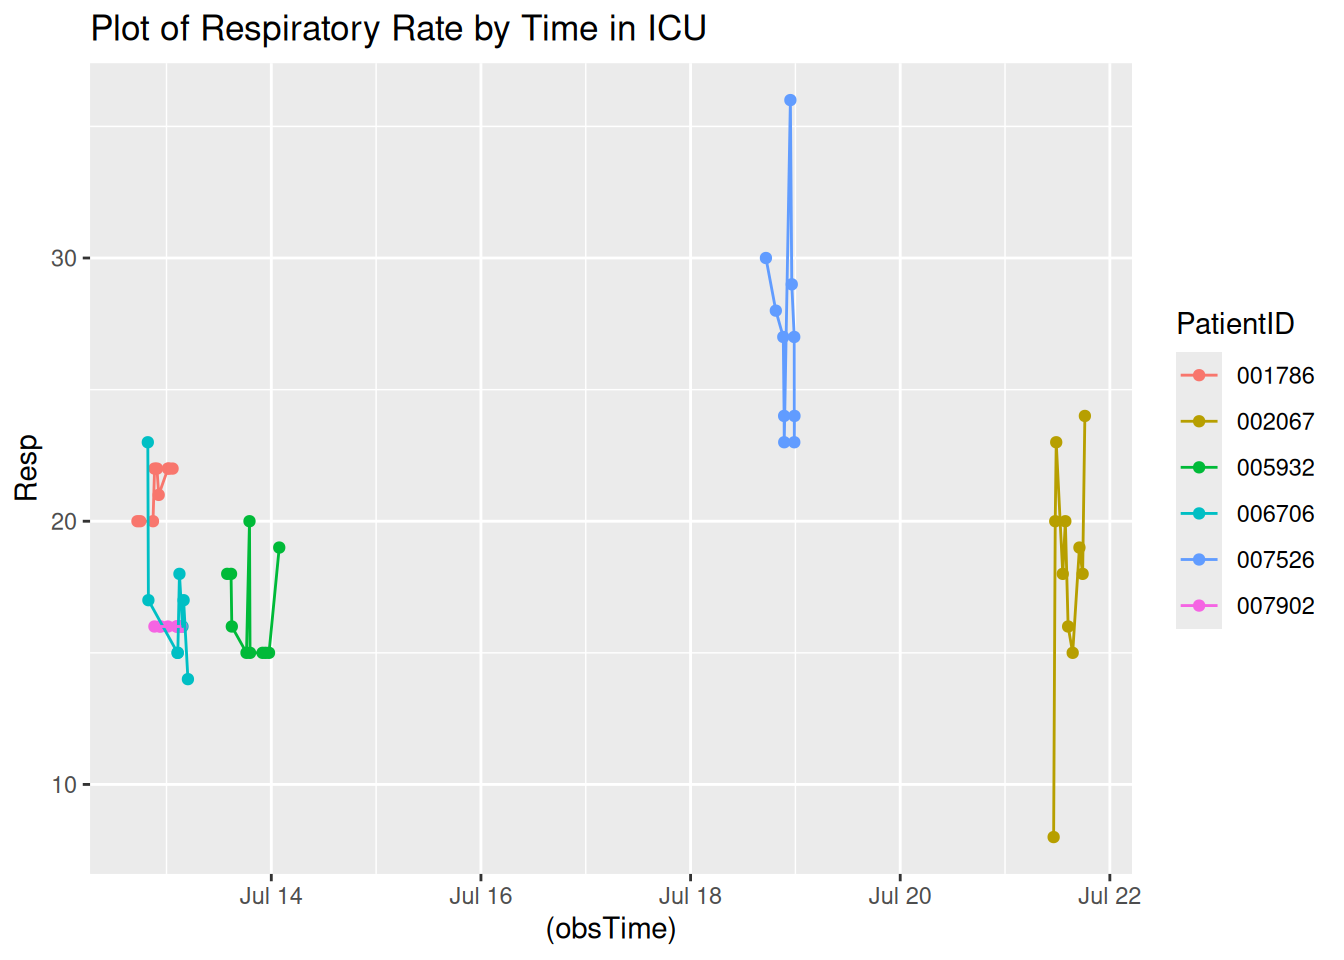 Plot of Respiratory Rate by Time in ICU
Resp
30
20
10
Jul 14
Jul 16
Jul 18
Jul 20
Jul 22
(obsTime)
PatientID
001786
002067
005932
006706
007526
007902